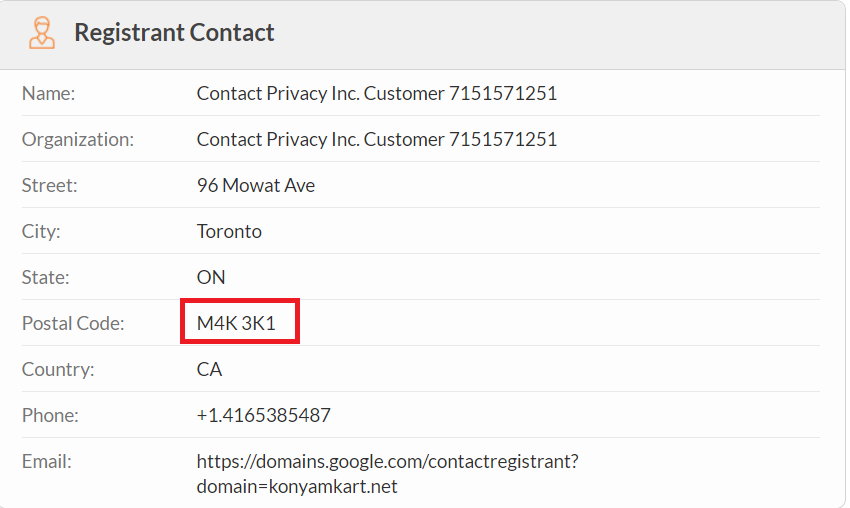 Registrant Contact
Name: Contact Privacy Inc. Customer 7151571251
Organization: Contact Privacy Inc. Customer 7151571251
Street: 96 Mowat Ave
City: Toronto
State: ON
Postal Code: M4K 3K1
Country: CA
Phone: +1.4165385487
Email: https://domains.google.com/contactregistrant?
domain=konyamkart.net